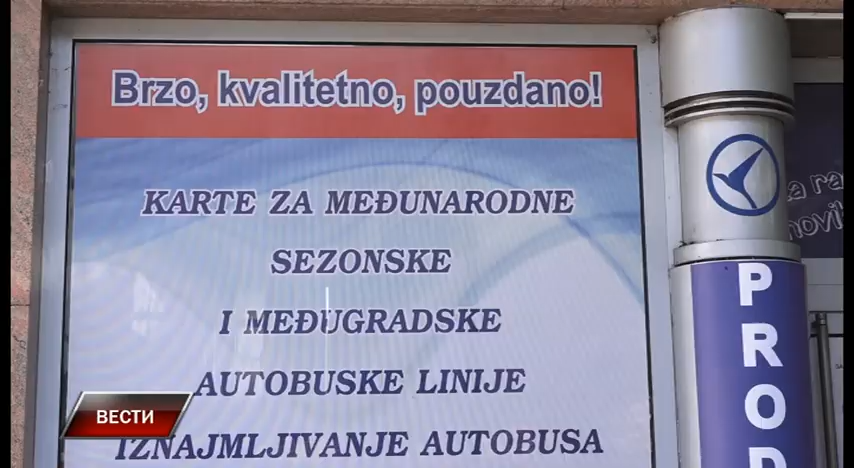 Brzo, kvalitetno, pouzdano!
KARTE ZA MEĐUNARODNE
SEZONSKE
I MEĐUGRADSKE
AUTOBUSKE LINIJE
IZNAJMLJIVANJE AUTOBUSA
PROD
ВЕСТИ